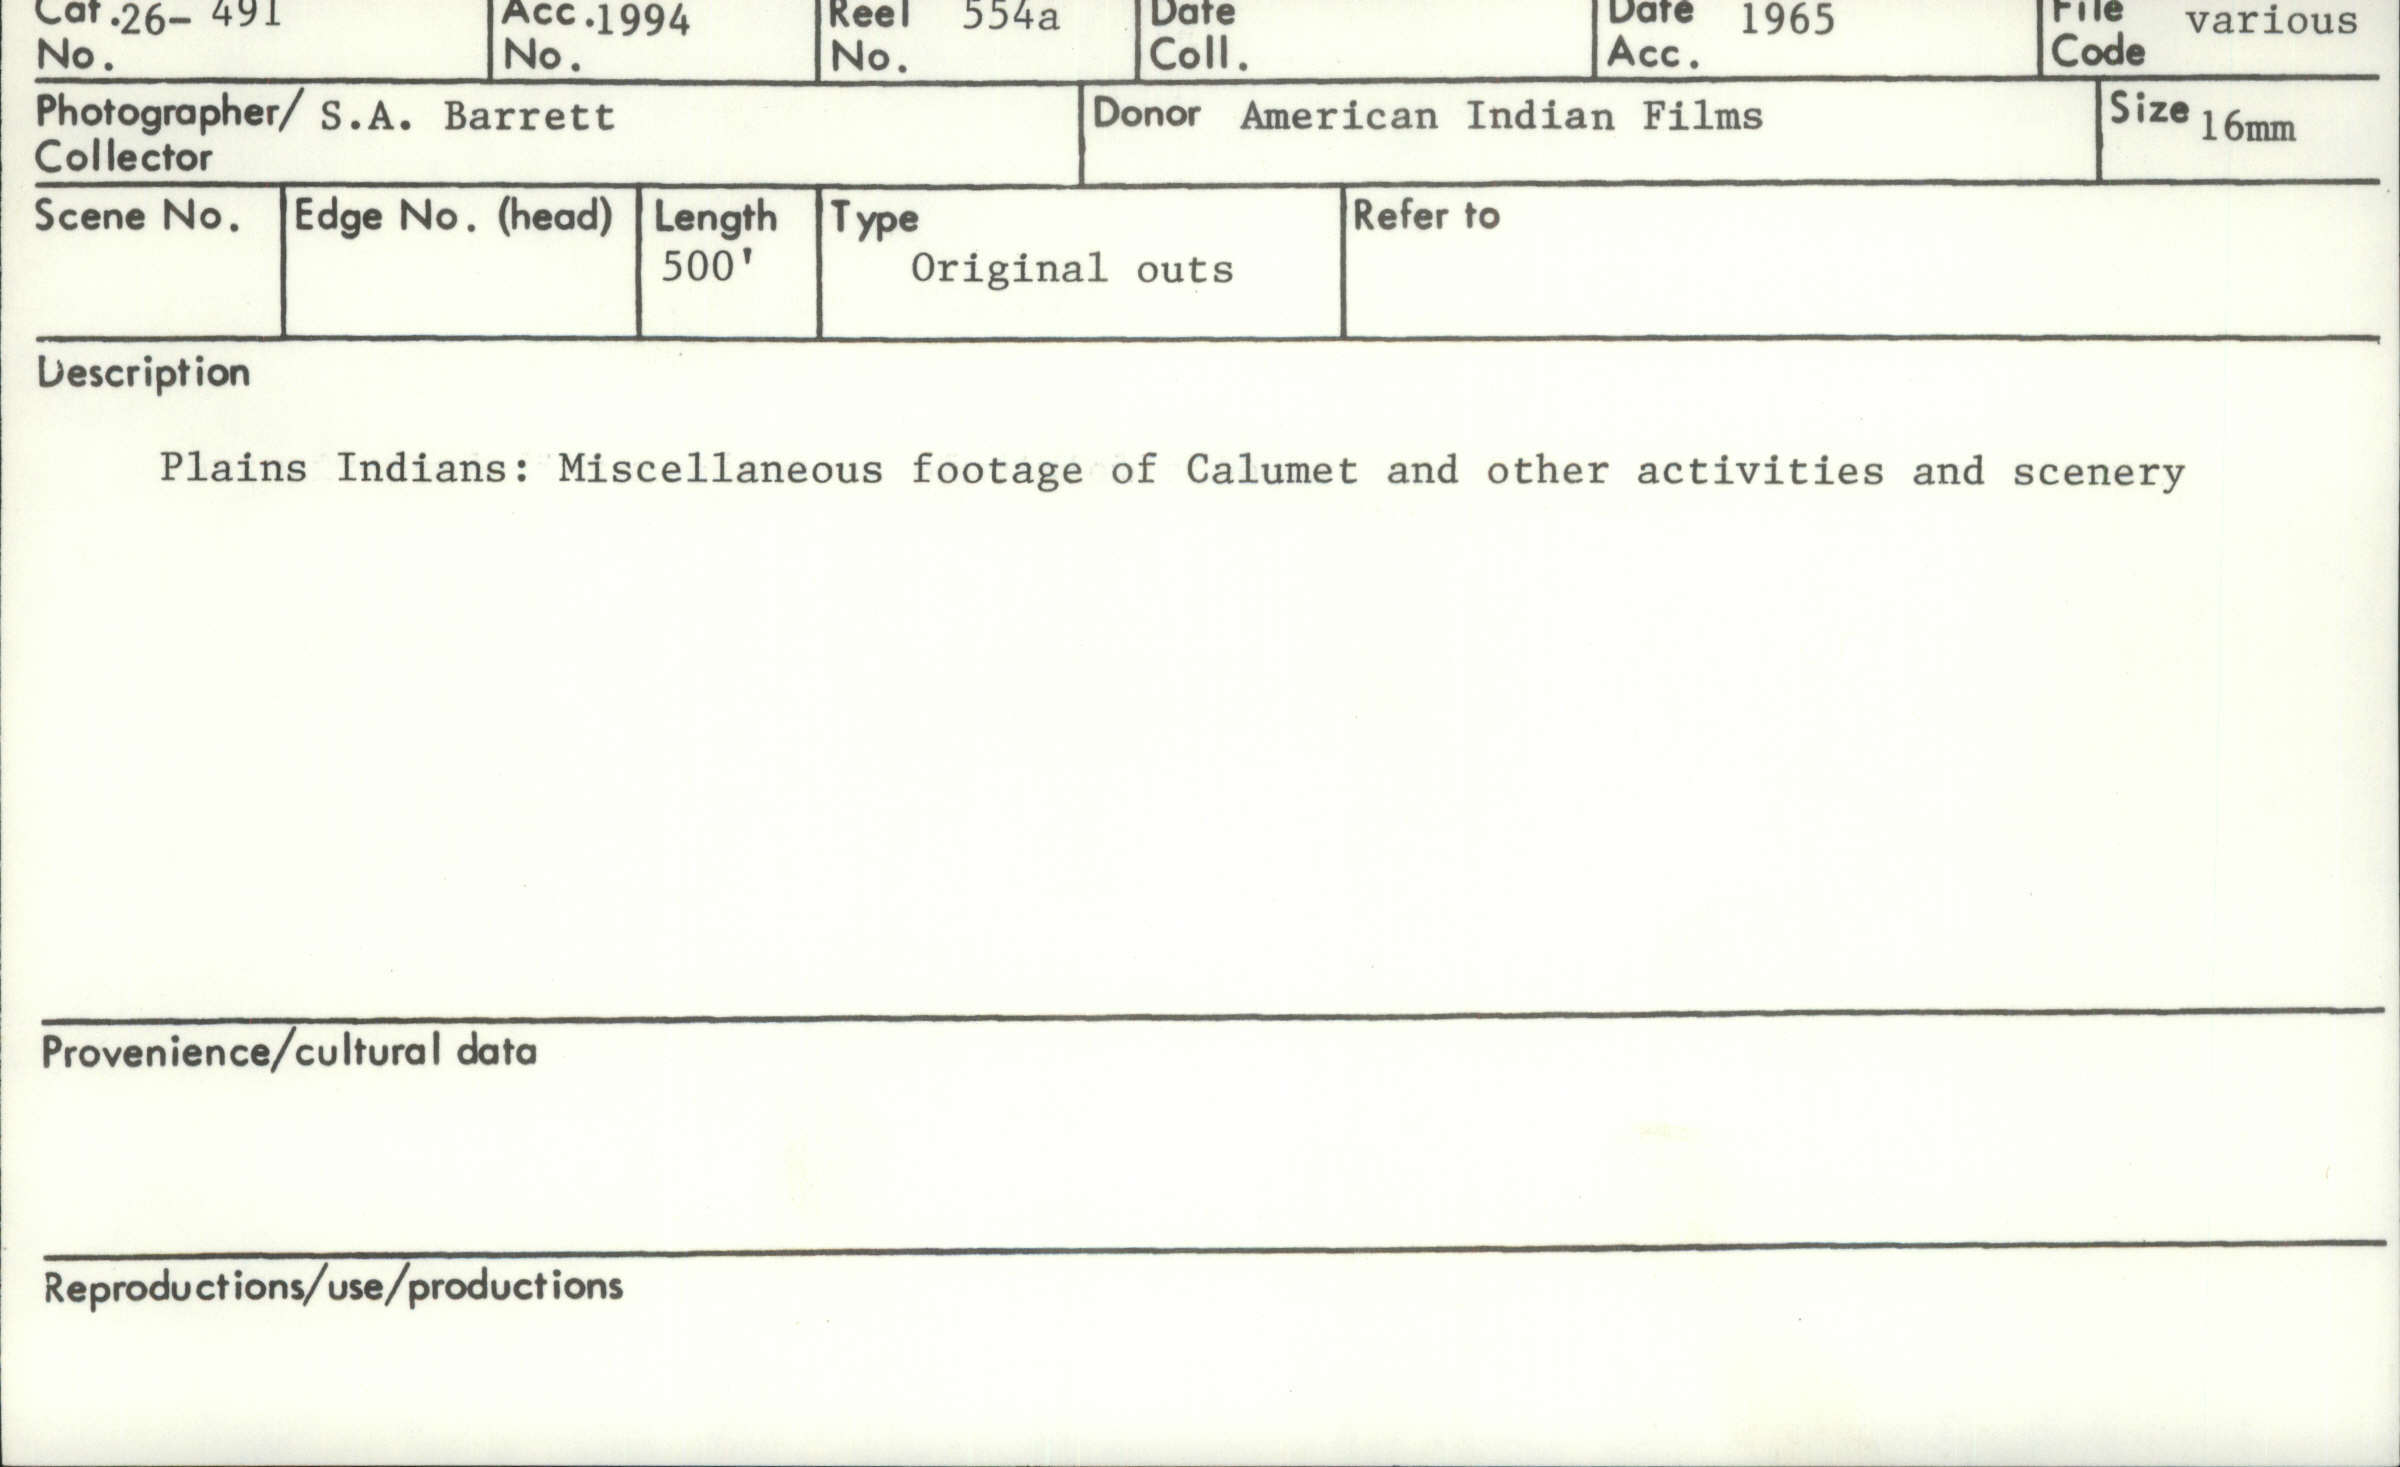 Cat. 26- 491 Acc. 1994 Reel 554a Date Date 1965 File various
No. No. No. Coll. Acc. Code
Photographer/ S.A. Barrett Donor American Indian Films Size 16mm
Collector
Scene No. Edge No. (head) Length Type Refer to
500' Original outs
Description
Plains Indians: Miscellaneous footage of Calumet and other activities and scenery
Provenience/cultural data
Reproductions/use/productions